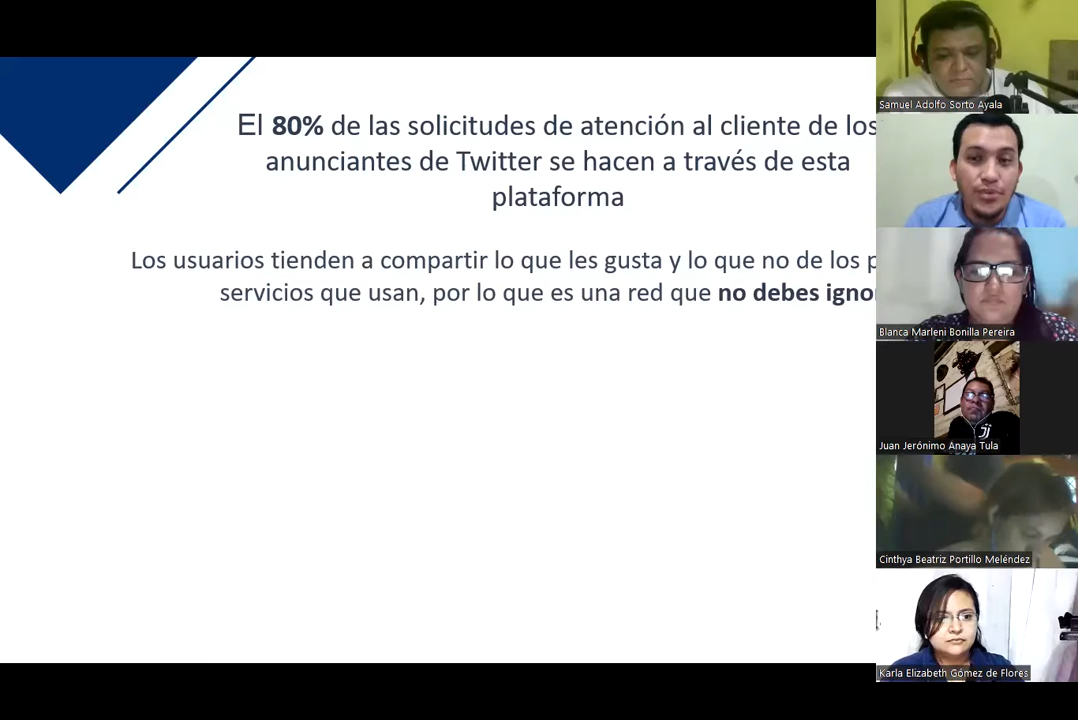 El 80% de las solicitudes de atención al cliente de los
anunciantes de Twitter se hacen a través de esta
plataforma
Los usuarios tienden a compartir lo que les gusta y lo que no de los
servicios que usan, por lo que es una red que no debes
Samuel Adolfo Sorto Ayala
Blanca Marleni Bonilla Pereira
Juan Jerónimo Anaya Tula
Cinthya Beatriz Portillo Meléndez
Karla Elizabeth Gómez de Flores